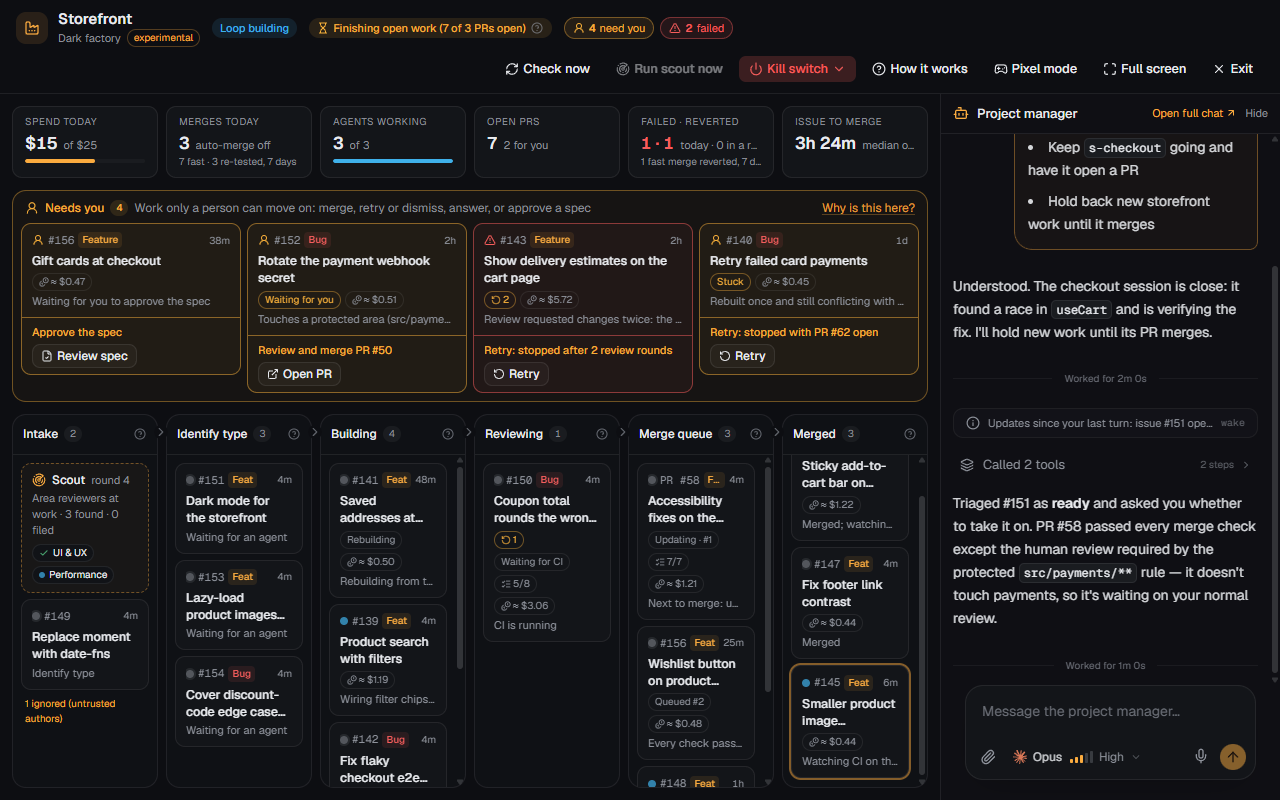 Storefront
Dark factory experimental
Loop building
Finishing open work (7 of 3 PRs open)
4 need you
2 failed
Check now
Run scout now
Kill switch
How it works
Pixel mode
Full screen
Exit
SPEND TODAY
$15 of $25
MERGES TODAY
3 auto-merge off
7 fast · 3 re-tested, 7 days
AGENTS WORKING
3 of 3
OPEN PRS
7 2 for you
FAILED · REVERTED
1 · 1 today · 0 in a r...
1 fast merge reverted, 7 d...
ISSUE TO MERGE
3h 24m median o...
Needs you 4 Work only a person can move on: merge, retry or dismiss, answer, or approve a spec
Why is this here?
#156 Feature 38m
Gift cards at checkout
≈ $0.47
Waiting for you to approve the spec
Approve the spec
Review spec
#152 Bug 2h
Rotate the payment webhook
secret
Waiting for you ≈ $0.51
Touches a protected area (src/payme...
Review and merge PR #50
Open PR
#143 Feature 2h
Show delivery estimates on the
cart page
2 ≈ $5.72
Review requested changes twice: the ...
Retry: stopped after 2 review rounds
Retry
#140 Bug 1d
Retry failed card payments
Stuck ≈ $0.45
Rebuilt once and still conflicting with ...
Retry: stopped with PR #62 open
Retry
Intake 2
Scout round 4
Area reviewers at
work · 3 found · 0
filed
UI & UX
Performance
#149 4m
Replace moment
with date-fns
Identify type
1 ignored (untrusted
authors)
Identify type 3
#151 Feat 4m
Dark mode for
the storefront
Waiting for an agent
#153 Feat 4m
Lazy-load
product images...
Waiting for an agent
#154 Bug 4m
Cover discount-
code edge case...
Waiting for an agent
Building 4
#141 Feat 48m
Saved
addresses at...
Rebuilding
≈ $0.50
Rebuilding from t...
#139 Feat 4m
Product search
with filters
≈ $1.19
Wiring filter chips...
#142 Bug 4m
Fix flaky
checkout e2e...
Reviewing 1
#150 Bug 4m
Coupon total
rounds the wron...
1
Waiting for CI
5/8
≈ $3.06
CI is running
Merge queue 3
PR #58 F... 4m
Accessibility
fixes on the...
Updating · #1
7/7
≈ $1.21
Next to merge: u...
#156 Feat 25m
Wishlist button
on product...
Queued #2
≈ $0.48
Every check pass...
#148 Feat 1h
Merged 3
Sticky add-to-
cart bar on...
≈ $1.22
Merged; watchin...
#147 Feat 4m
Fix footer link
contrast
≈ $0.44
Merged
#145 Feat 6m
Smaller product
image...
≈ $0.44
Watching CI on th...
Project manager
Open full chat ↗ Hide
• Keep s-checkout going and
have it open a PR
• Hold back new storefront
work until it merges
Understood. The checkout session is close: it
found a race in useCart and is verifying the
fix. I'll hold new work until its PR merges.
Worked for 2m 0s
Updates since your last turn: issue #151 ope... wake
Called 2 tools 2 steps
Triaged #151 as ready and asked you whether
to take it on. PR #58 passed every merge check
except the human review required by the
protected src/payments/** rule — it doesn't
touch payments, so it's waiting on your normal
review.
Worked for 1m 0s
Message the project manager...
Opus High